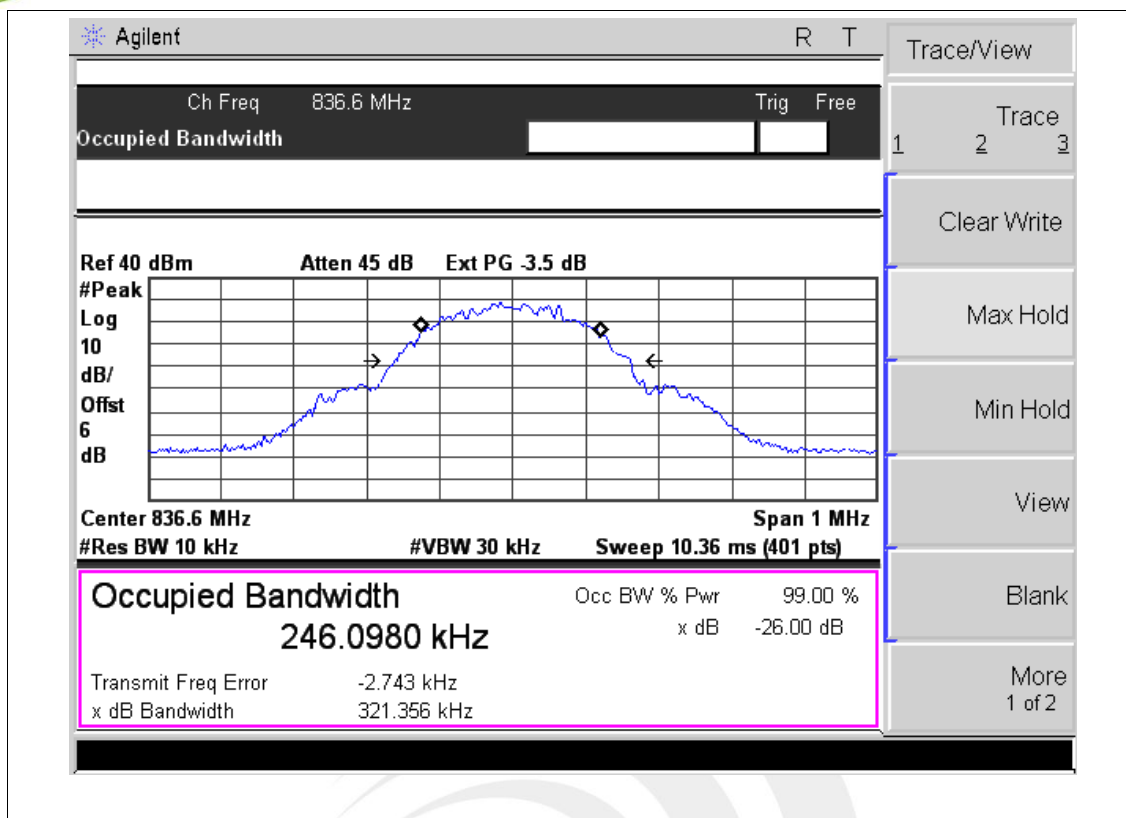 Agilent R T
Trace/View
Ch Freq 836.6 MHz Trig Free
Occupied Bandwidth
Trace
1 2 3
Clear Write
Max Hold
Min Hold
View
Blank
More
1 of 2
Ref 40 dBm Atten 45 dB Ext PG -3.5 dB
#Peak
Log
10
dB/
Offst
6
dB
Center 836.6 MHz Span 1 MHz
#Res BW 10 kHz #VBW 30 kHz Sweep 10.36 ms (401 pts)
Occupied Bandwidth Occ BW % Pwr 99.00 %
246.0980 kHz x dB -26.00 dB
Transmit Freq Error -2.743 kHz
x dB Bandwidth 321.356 kHz